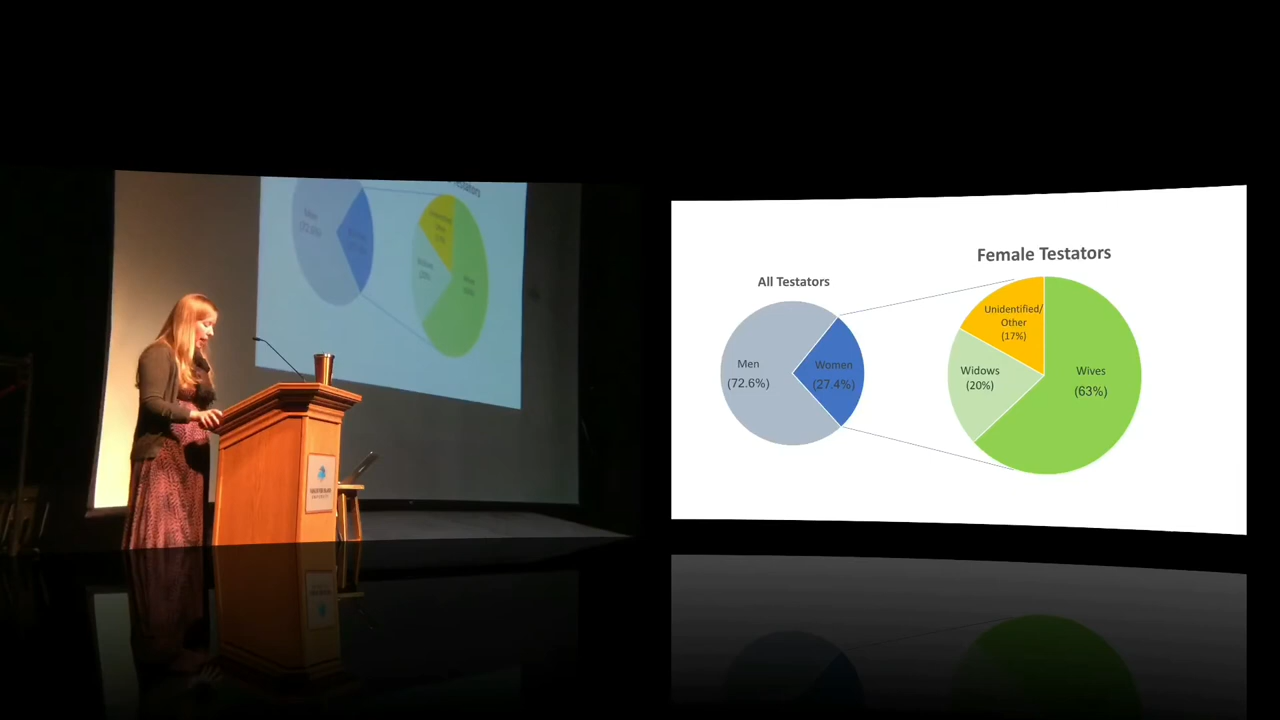 All Testators
Men
(72.6%)
Women
(27.4%)
Female Testators
Unidentified/
Other
(17%)
Widows
(20%)
Wives
(63%)